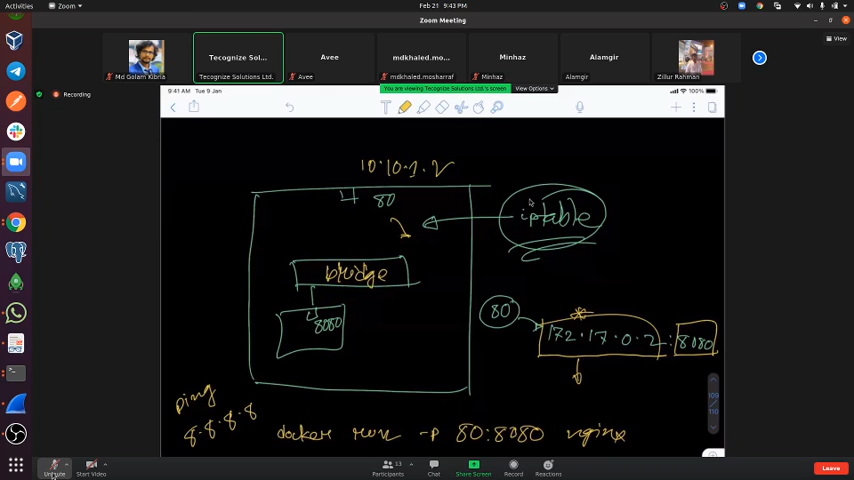 Activities
Zoom
Feb 21 9:43 PM
Zoom Meeting
View
Tecognize Sol...
Avee
mdkhaled.mo...
Minhaz
Alamgir
Md Golam Kibria
Tecognize Solutions Ltd.
Avee
mdkhaled.mosharraf
Minhaz
Alamgir
Zillur Rahman
Recording
You are viewing Tecognize Solutions Ltd.'s screen
View Options
9:41 AM Tue 9 Jan
100%
10.10.1.2
80
iptable
bridge
8080
80
172.17.0.2:8080
ping
8.8.8.8
docker run -p 80:8080 nginx
109
110
Unmute
Start Video
13
Participants
Chat
Share Screen
Record
Reactions
Leave